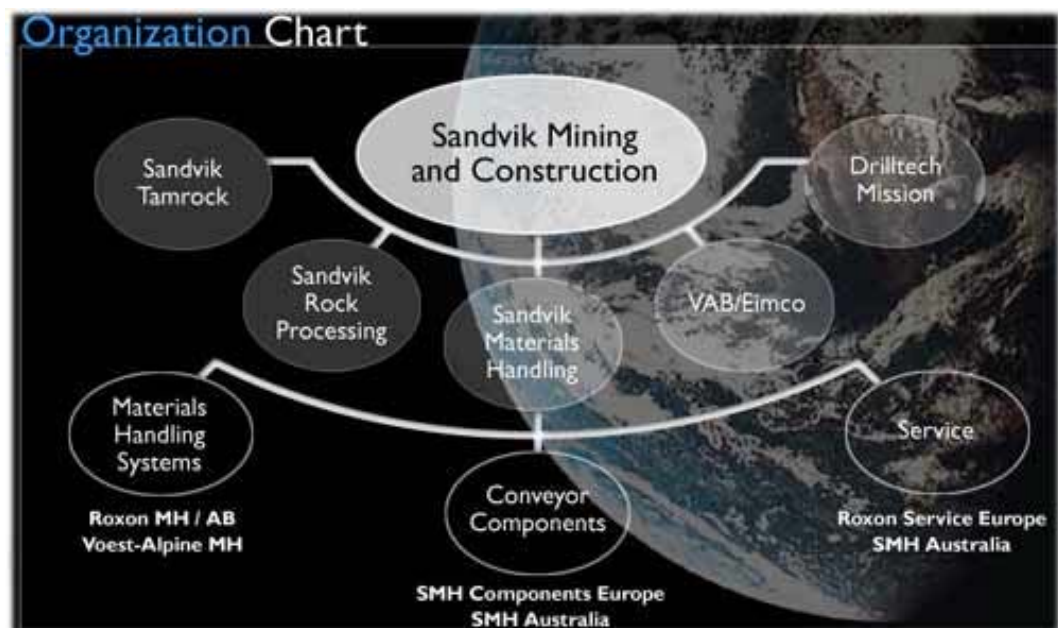 Organization Chart
Sandvik Mining
and Construction
Sandvik
Tamrock
Drilltech
Mission
Sandvik
Rock
Processing
Sandvik
Materials
Handling
VAB/Eimco
Materials
Handling
Systems
Roxon MH / AB
Voest-Alpine MH
Conveyor
Components
SMH Components Europe
SMH Australia
Service
Roxon Service Europe
SMH Australia